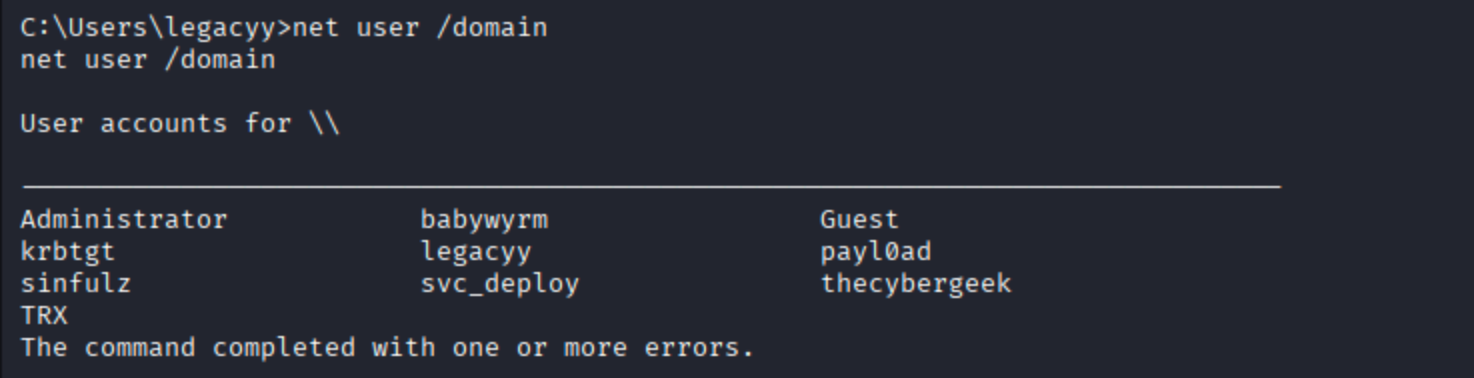 C:\Users\legacyy>net user /domain
net user /domain
User accounts for \\
Administrator babywyrm Guest
krbtgt legacyy payl0ad
sinfulz svc_deploy thecybergeek
TRX
The command completed with one or more errors.